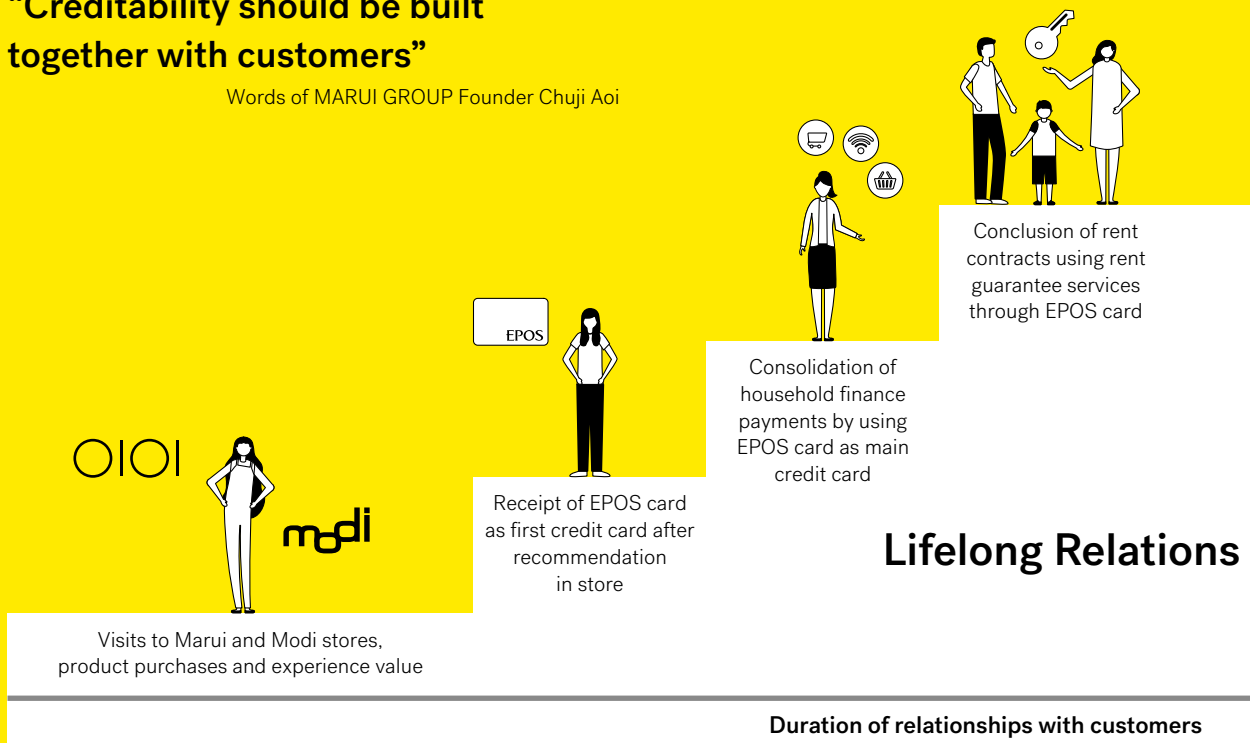 "Creditability should be built
together with customers”
Words of MARUI GROUP Founder Chuji Aoi
Conclusion of rent
contracts using rent
guarantee services
through EPOS card
EPOS
Consolidation of
household finance
payments by using
EPOS card as main
credit card
OIOI
modi
Receipt of EPOS card
as first credit card after
recommendation
in store
Lifelong Relations
Visits to Marui and Modi stores,
product purchases and experience value
Duration of relationships with customers